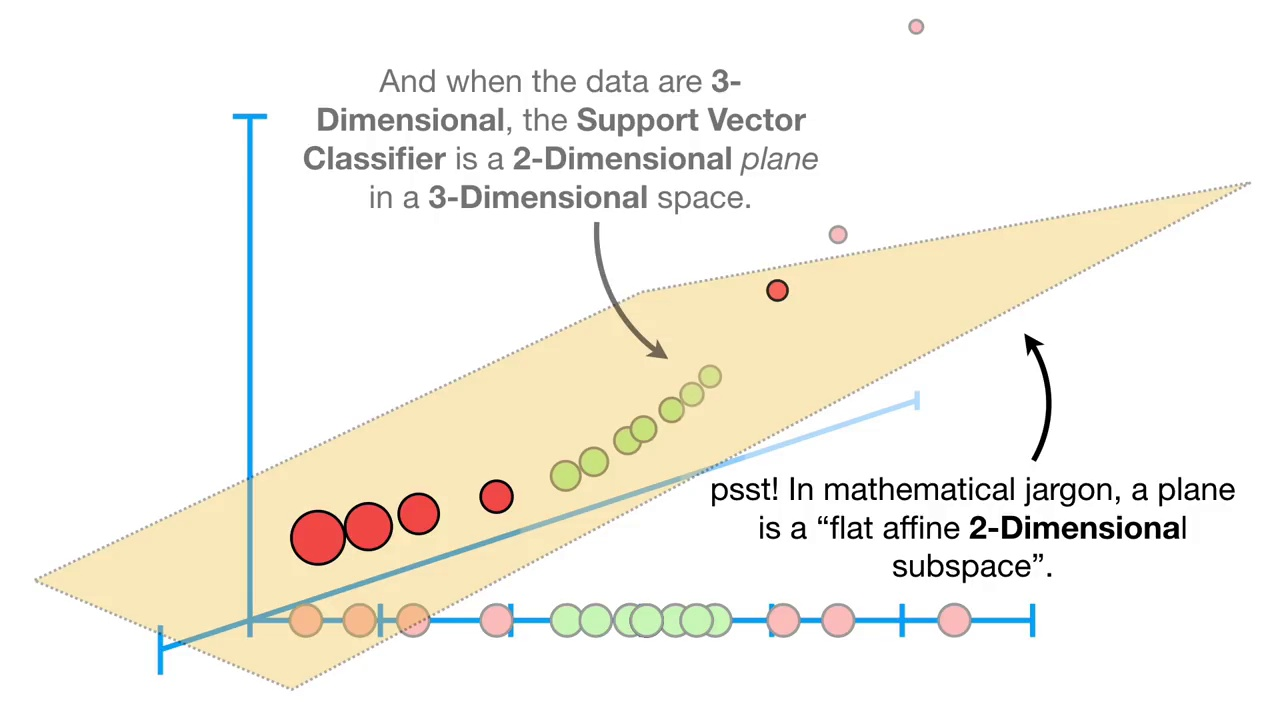 And when the data are 3-
Dimensional, the Support Vector
Classifier is a 2-Dimensional plane
in a 3-Dimensional space.
psst! In mathematical jargon, a plane
is a “flat affine 2-Dimensional
subspace”.